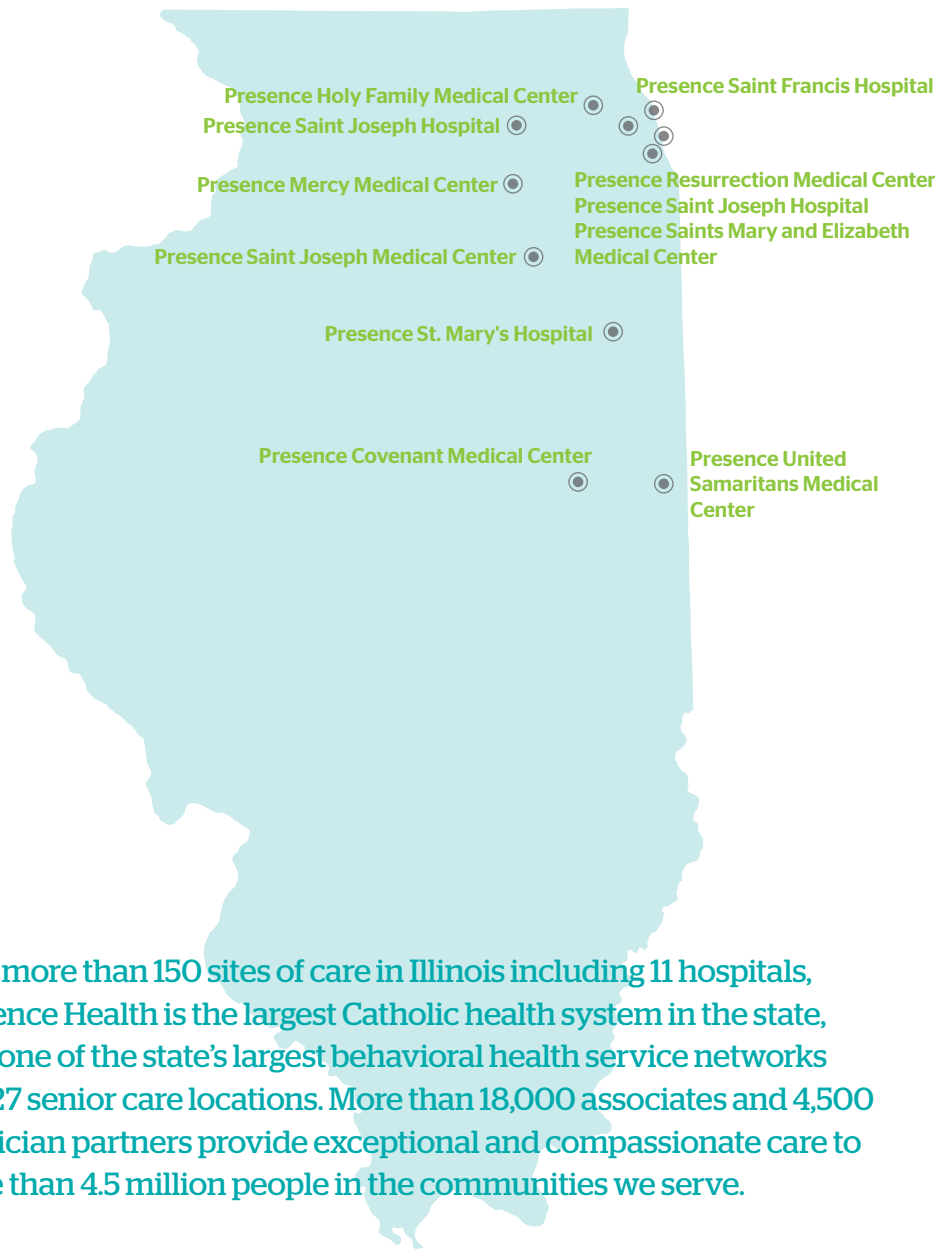 Presence Holy Family Medical Center
Presence Saint Francis Hospital
Presence Saint Joseph Hospital
Presence Mercy Medical Center
Presence Resurrection Medical Center
Presence Saint Joseph Hospital
Presence Saints Mary and Elizabeth
Medical Center
Presence Saint Joseph Medical Center
Presence St. Mary's Hospital
Presence Covenant Medical Center
Presence United
Samaritans Medical
Center
more than 150 sites of care in Illinois including 11 hospitals,
ence Health is the largest Catholic health system in the state,
one of the state’s largest behavioral health service networks
27 senior care locations. More than 18,000 associates and 4,500
ician partners provide exceptional and compassionate care to
e than 4.5 million people in the communities we serve.